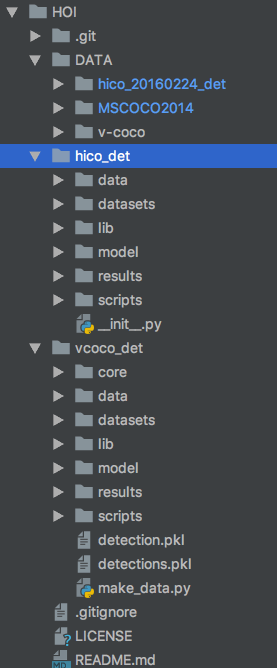 HOI
.git
DATA
hico_20160224_det
MSCOCO2014
v-coco
hico_det
data
datasets
lib
model
results
scripts
__init__.py
vcoco_det
core
data
datasets
lib
model
results
scripts
detection.pkl
detections.pkl
make_data.py
.gitignore
LICENSE
README.md